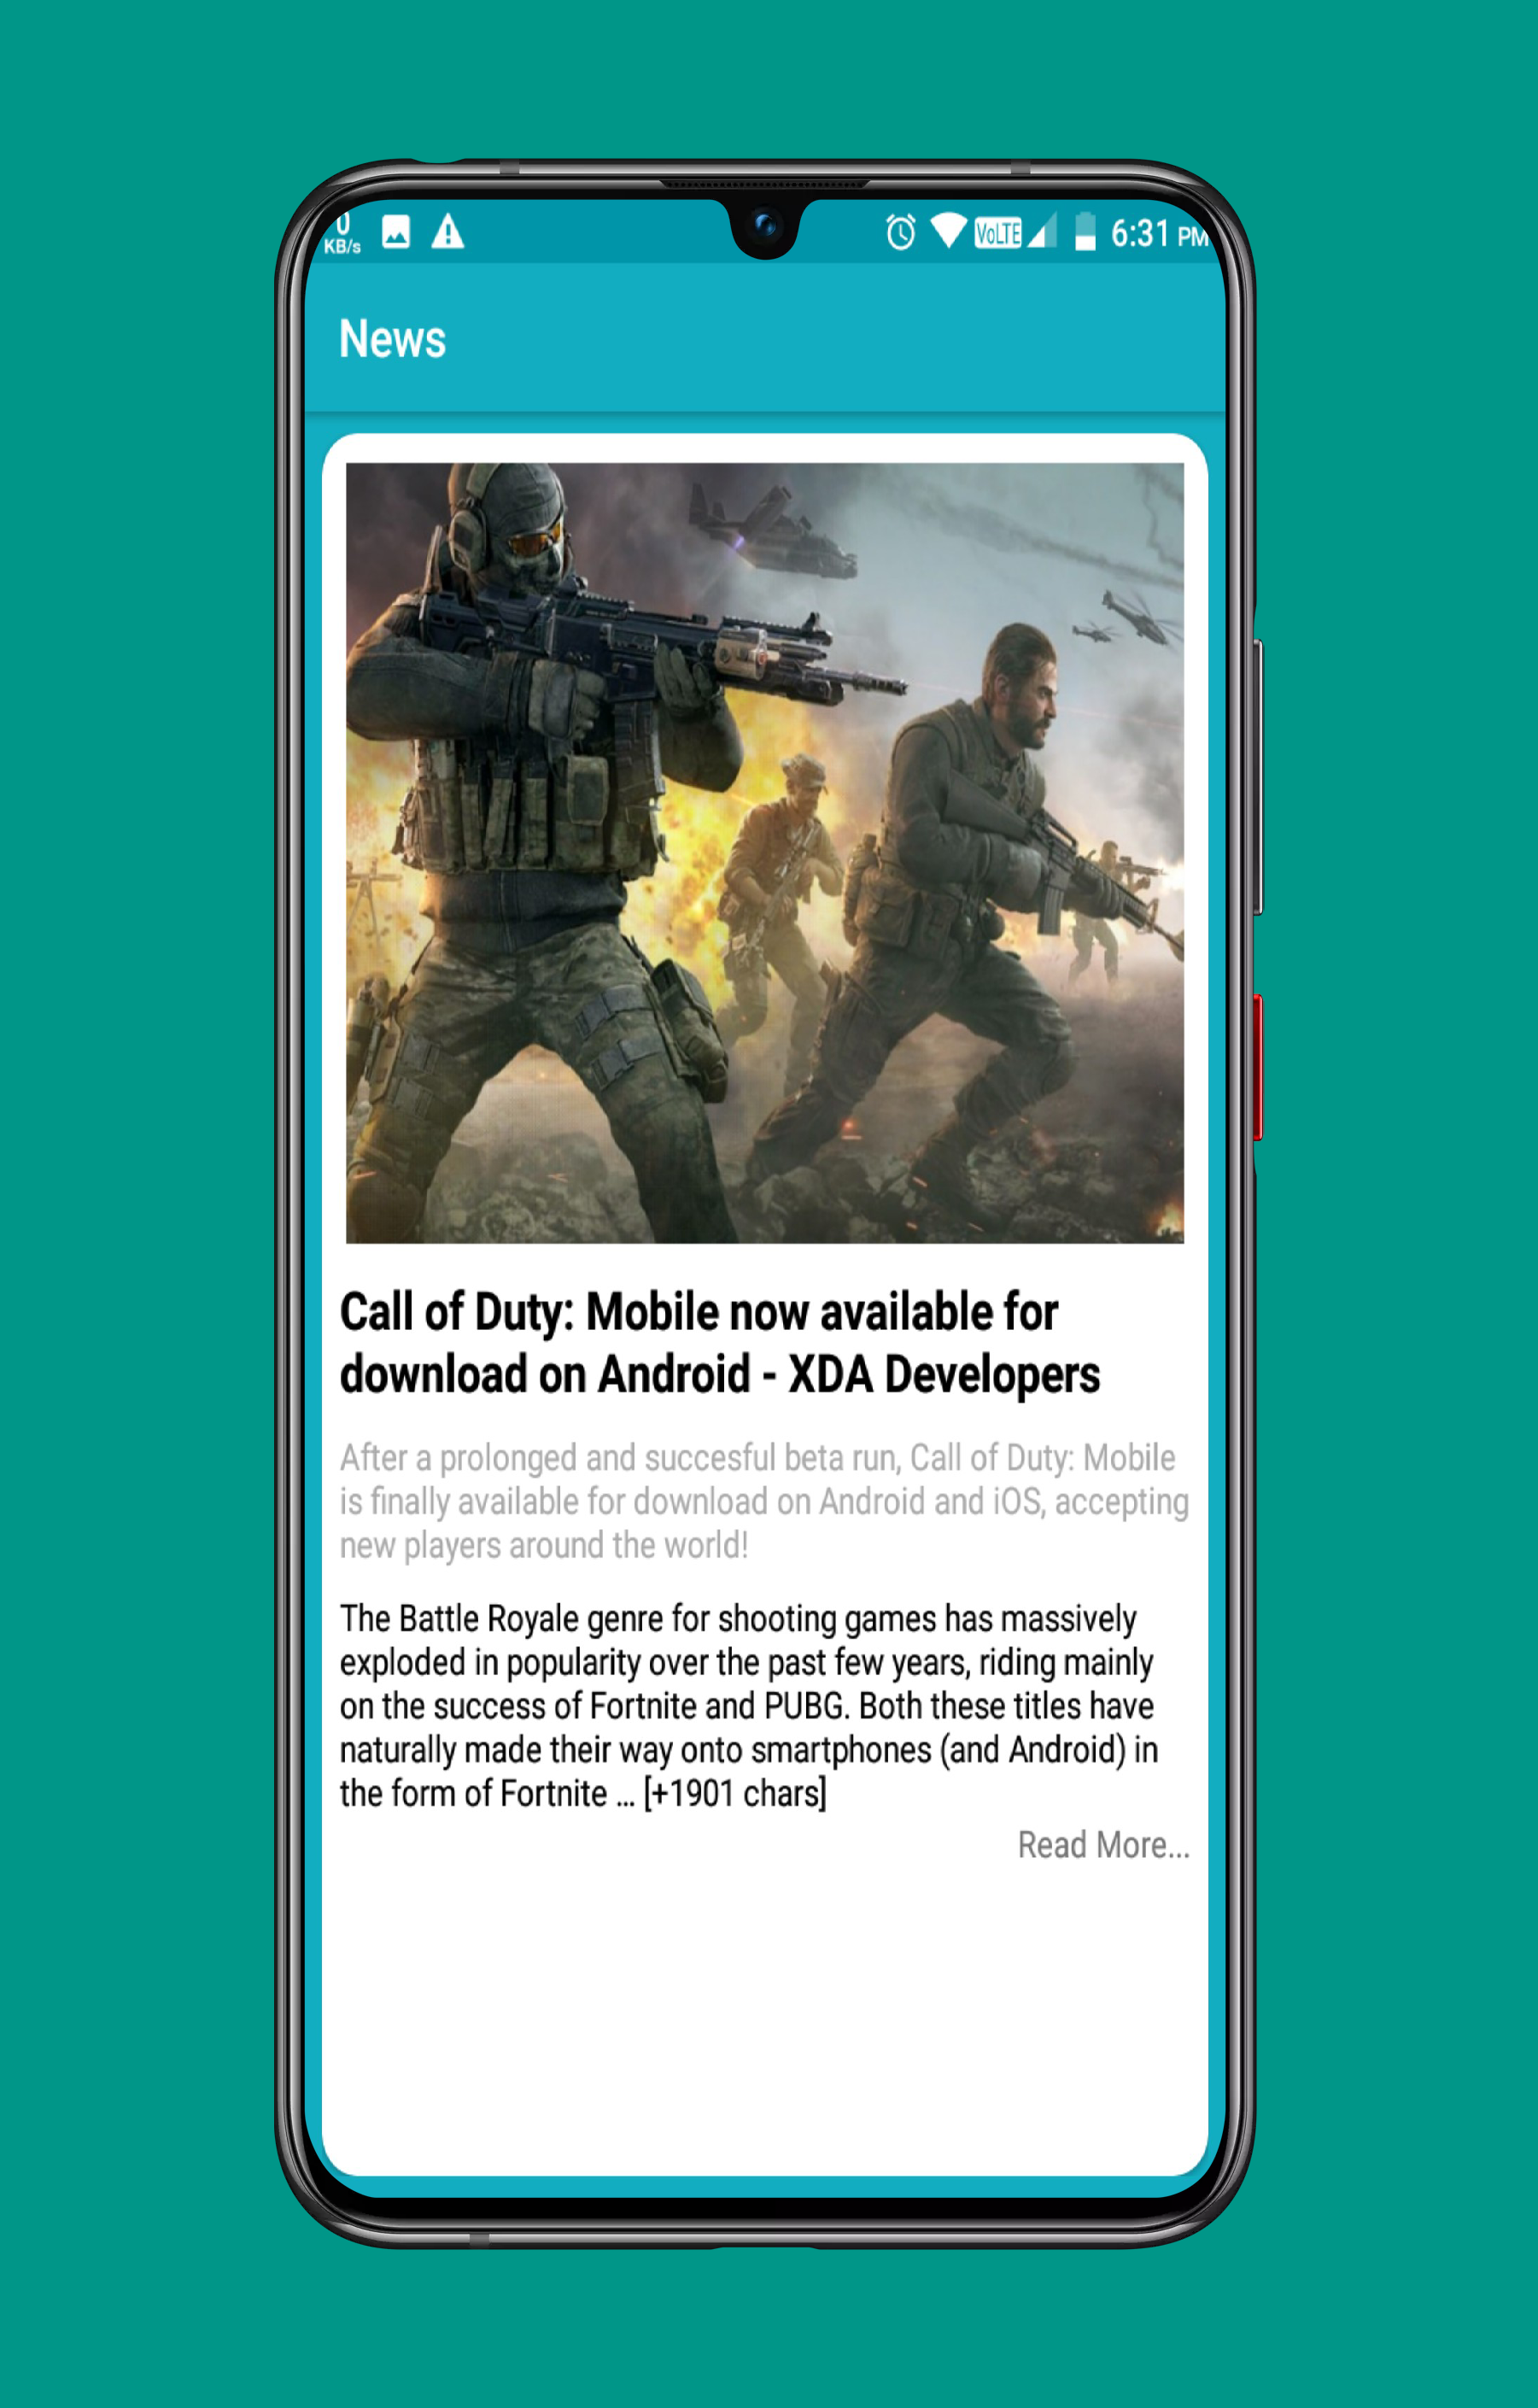 0
KB/s
VoLTE
6:31 PM
News
Call of Duty: Mobile now available for
download on Android - XDA Developers
After a prolonged and succesful beta run, Call of Duty: Mobile
is finally available for download on Android and iOS, accepting
new players around the world!
The Battle Royale genre for shooting games has massively
exploded in popularity over the past few years, riding mainly
on the success of Fortnite and PUBG. Both these titles have
naturally made their way onto smartphones (and Android) in
the form of Fortnite … [+1901 chars]
Read More...